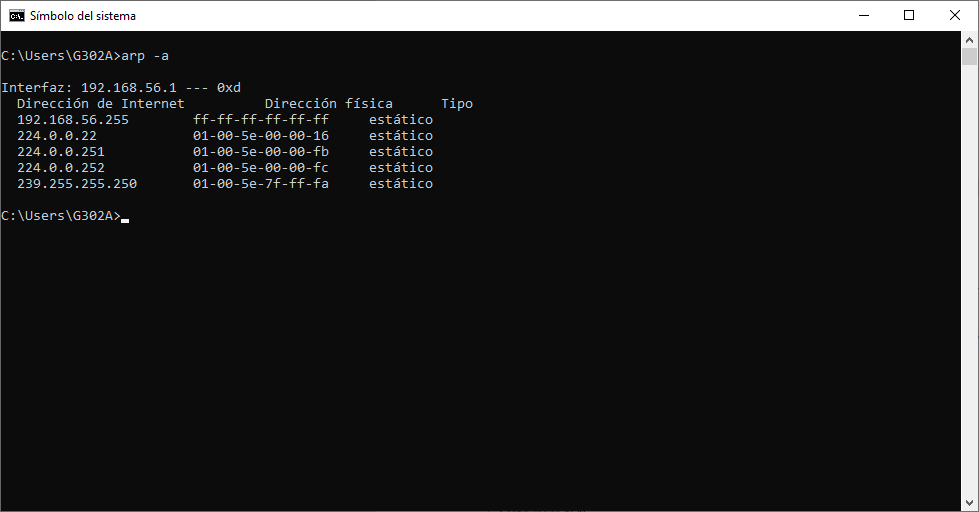 Símbolo del sistema
C:\Users\G302A>arp -a
Interfaz: 192.168.56.1 --- 0xd
  Dirección de Internet          Dirección física      Tipo
  192.168.56.255        ff-ff-ff-ff-ff-ff     estático
  224.0.0.22            01-00-5e-00-00-16     estático
  224.0.0.251           01-00-5e-00-00-fb     estático
  224.0.0.252           01-00-5e-00-00-fc     estático
  239.255.255.250       01-00-5e-7f-ff-fa     estático
C:\Users\G302A>